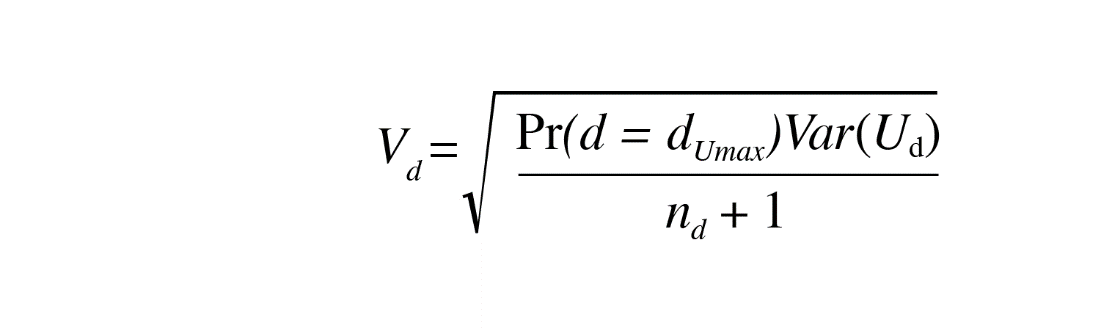 V_d = √(Pr(d = d_Umax)Var(U_d) / (n_d + 1))